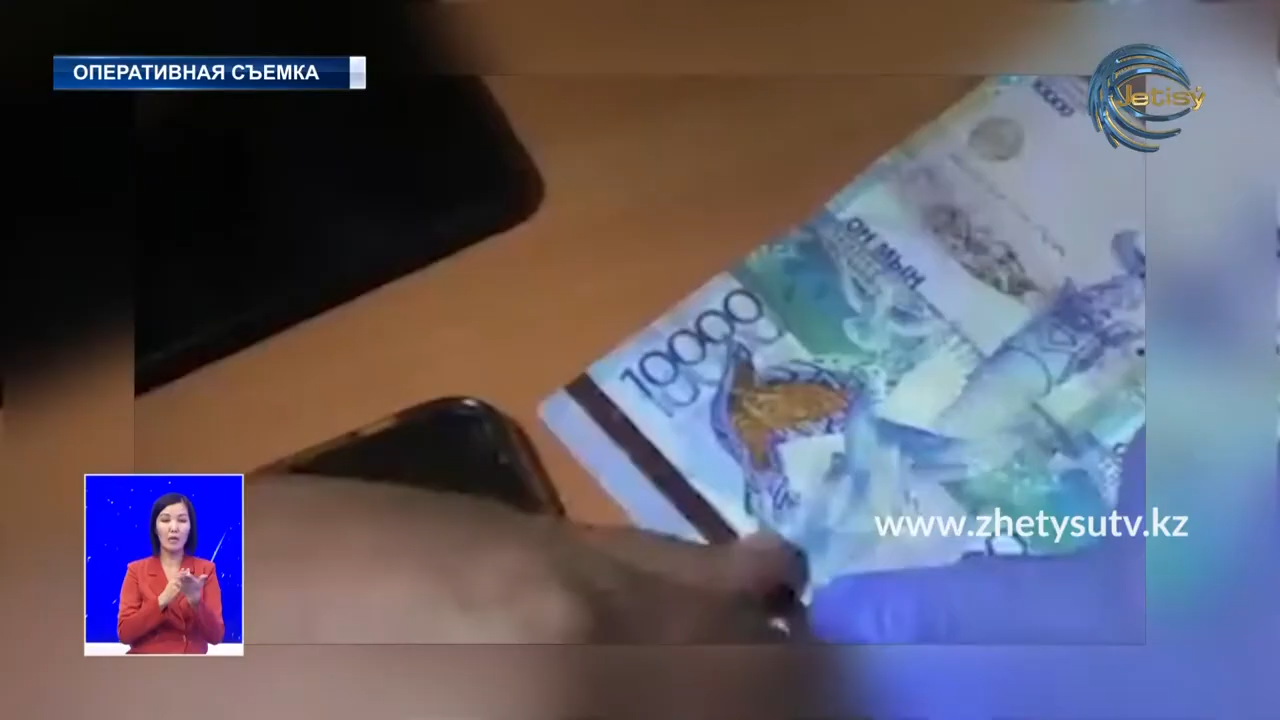 ОПЕРАТИВНАЯ СЪЕМКА
Jetisý
10000
ОН МЫҢ
10000
www.zhetysutv.kz